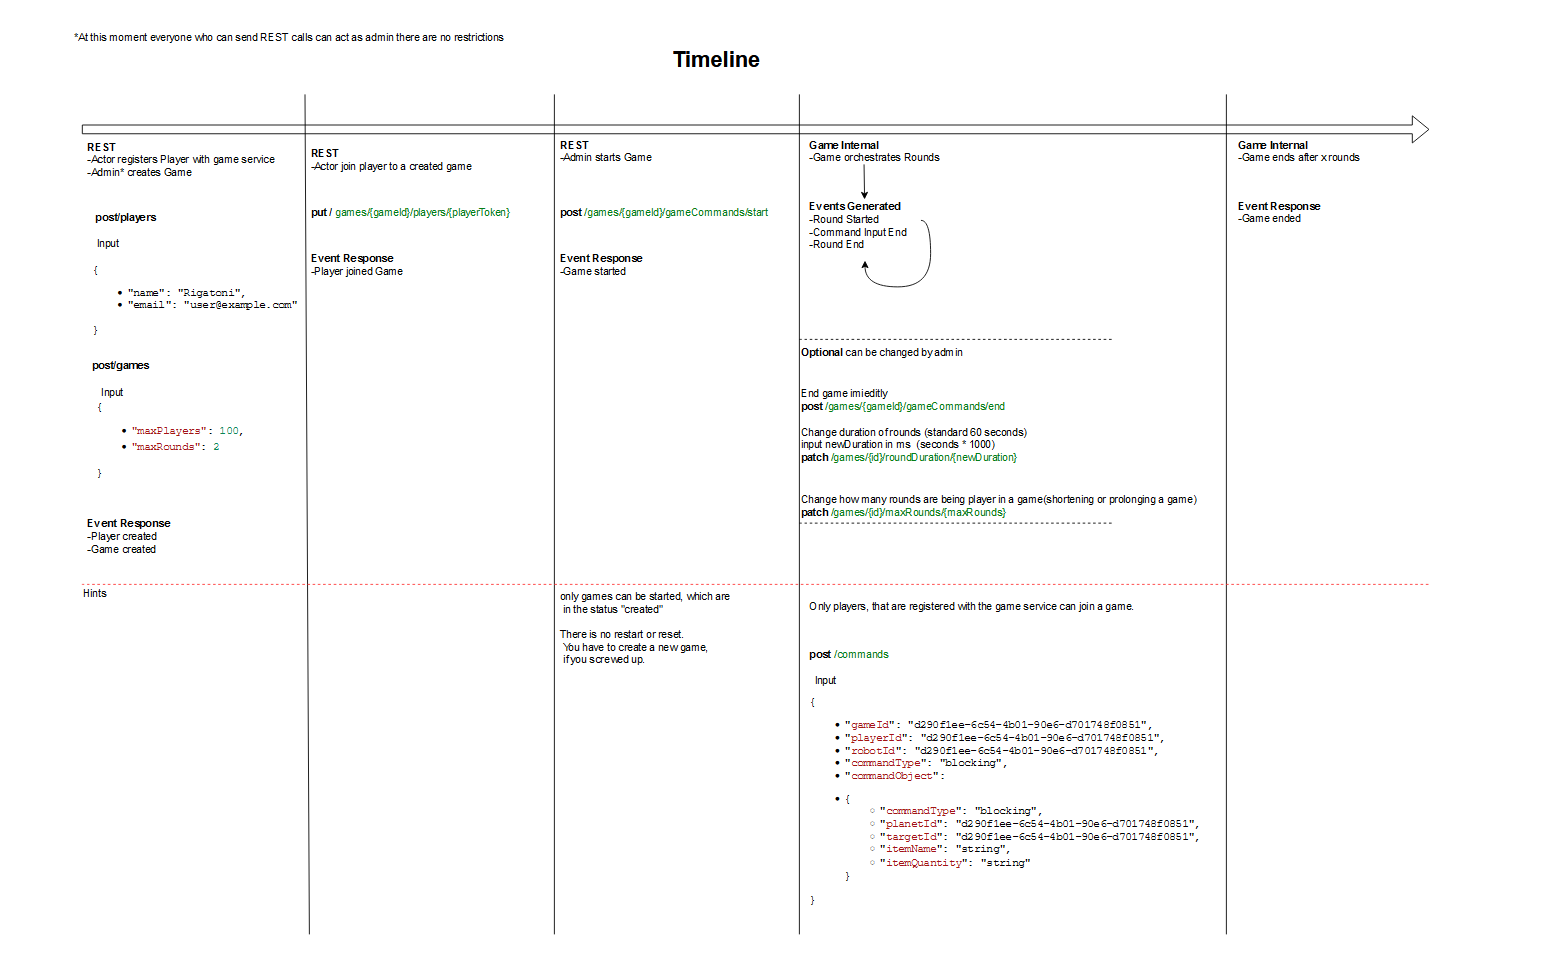 *At this moment everyone who can send REST calls can act as admin there are no restrictions
Timeline
REST
-Actor registers Player with game service
-Admin* creates Game
post/players
Input
{
• "name": "Rigatoni",
• "email": "user@example.com"
}
post/games
Input
{
• "maxPlayers": 100,
• "maxRounds": 2
}
Event Response
-Player created
-Game created
REST
-Actor join player to a created game
put / games/{gameId}/players/{playerToken}
Event Response
-Player joined Game
REST
-Admin starts Game
post /games/{gameId}/gameCommands/start
Event Response
-Game started
Game Internal
-Game orchestrates Rounds
Events Generated
-Round Started
-Command Input End
-Round End
Optional can be changed by admin
End game imieditly
post /games/{gameId}/gameCommands/end
Change duration of rounds (standard 60 seconds)
input newDuration in ms (seconds * 1000)
patch /games/{id}/roundDuration/{newDuration}
Change how many rounds are being player in a game(shortening or prolonging a game)
patch /games/{id}/maxRounds/{maxRounds}
Game Internal
-Game ends after x rounds
Event Response
-Game ended
Hints
only games can be started, which are
in the status "created"
There is no restart or reset.
You have to create a new game,
if you screwed up.
Only players, that are registered with the game service can join a game.
post /commands
Input
{
• "gameId": "d290f1ee-6c54-4b01-90e6-d701748f0851",
• "playerId": "d290f1ee-6c54-4b01-90e6-d701748f0851",
• "robotId": "d290f1ee-6c54-4b01-90e6-d701748f0851",
• "commandType": "blocking",
• "commandObject":
• {
○ "commandType": "blocking",
○ "planetId": "d290f1ee-6c54-4b01-90e6-d701748f0851",
○ "targetId": "d290f1ee-6c54-4b01-90e6-d701748f0851",
○ "itemName": "string",
○ "itemQuantity": "string"
}
}